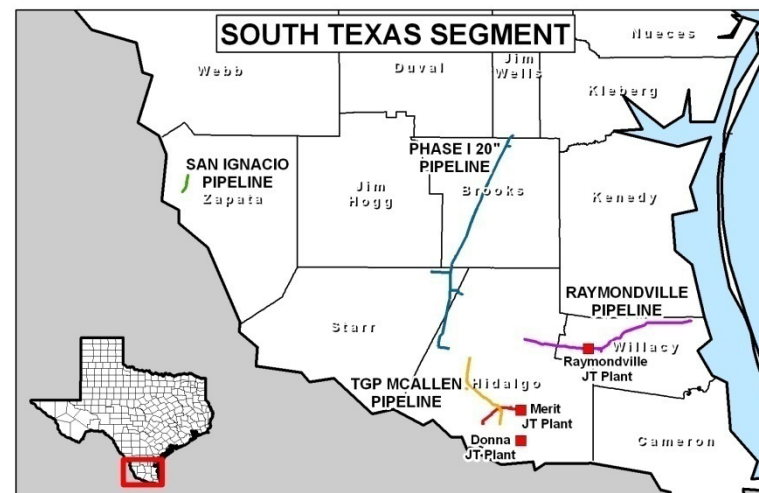 SOUTH TEXAS SEGMENT
Nueces
Webb
Duval
Jim
Wells
Kleberg
PHASE I 20"
PIPELINE
SAN IGNACIO
PIPELINE
Zapata
Jim
Hogg
Brooks
Kenedy
RAYMONDVILLE
PIPELINE
Starr
Willacy
Raymondville
JT Plant
TGP MCALLEN
PIPELINE
Hidalgo
Merit
JT Plant
Donna
JT Plant
Cameron